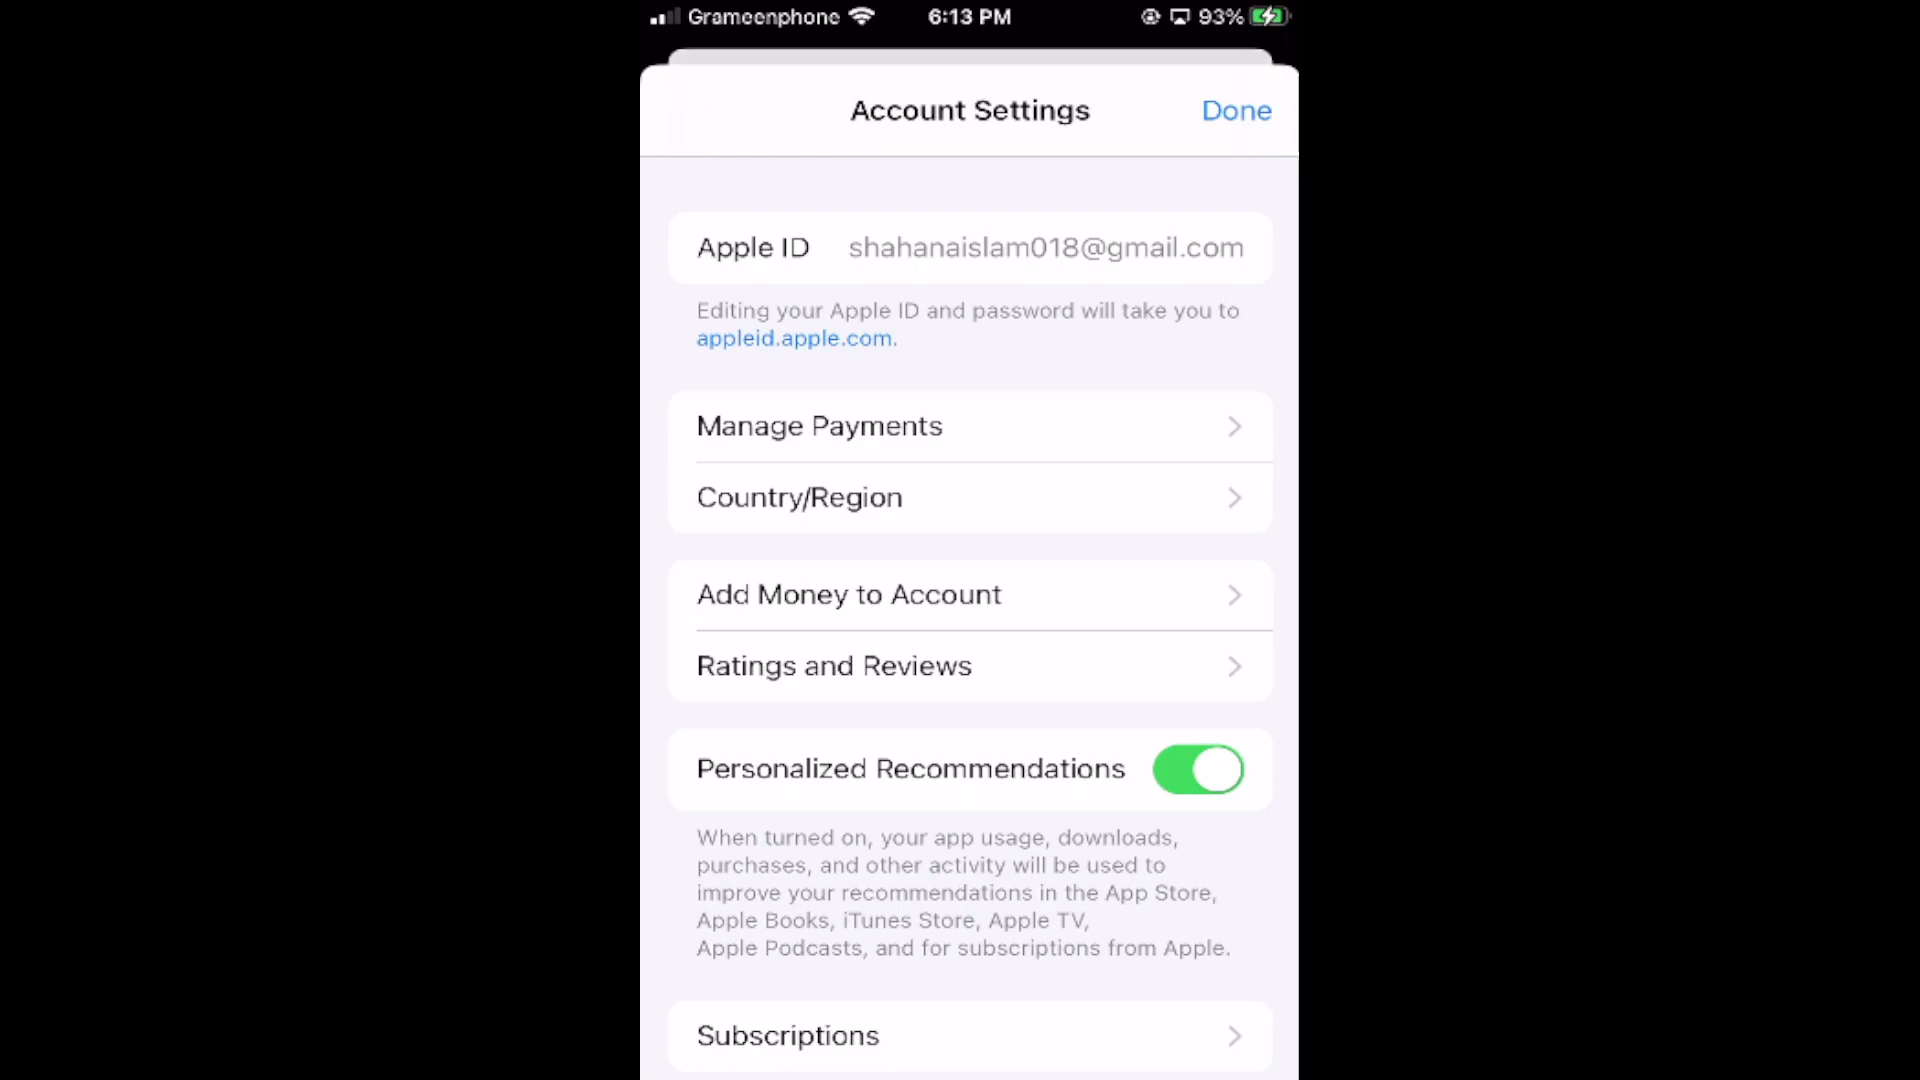 Grameenphone 6:13 PM 93%
Account Settings Done
Apple ID shahanaislam018@gmail.com
Editing your Apple ID and password will take you to
appleid.apple.com.
Manage Payments
Country/Region
Add Money to Account
Ratings and Reviews
Personalized Recommendations
When turned on, your app usage, downloads,
purchases, and other activity will be used to
improve your recommendations in the App Store,
Apple Books, iTunes Store, Apple TV,
Apple Podcasts, and for subscriptions from Apple.
Subscriptions